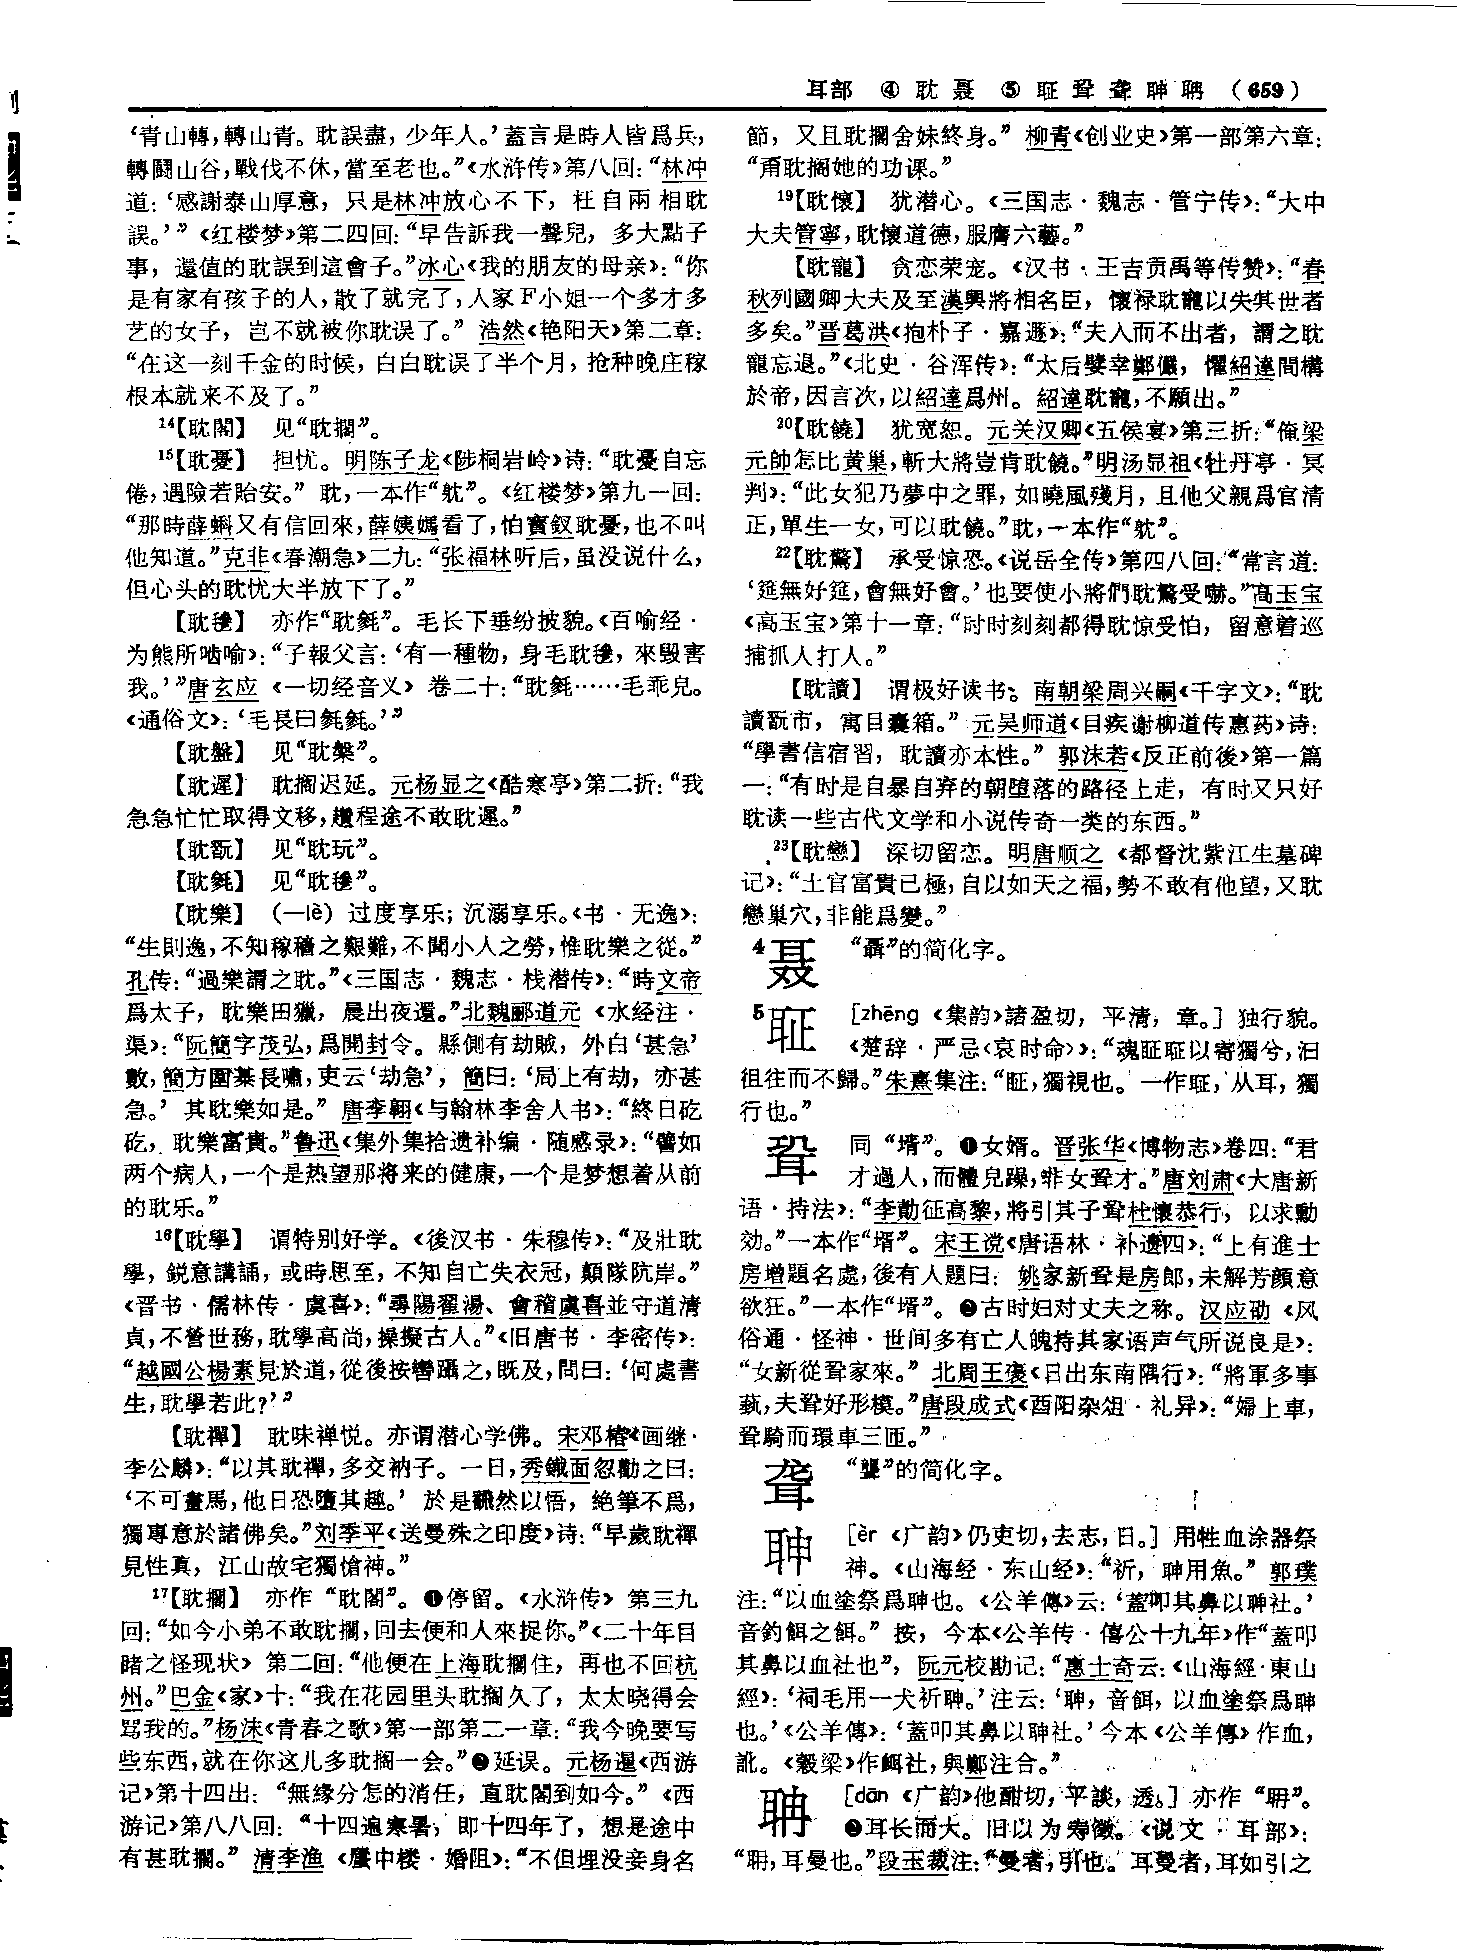 耳部 ④ 耽 聂 ⑤ 聇 聟 聋 聏 聃 (659)
‘青山轉，轉山青。耽誤盡，少年人。’蓋言是時人皆爲兵，
轉鬪山谷，戰伐不休，當至老也。”《水浒传》第八回：“林冲
道：‘感謝泰山厚意，只是林冲放心不下，枉自兩相耽
誤。’”《红楼梦》第二四回：“早告訴我一聲兒，多大點子
事，還值的耽誤到這會子。”冰心《我的朋友的母亲》：“你
是有家有孩子的人，散了就完了，人家F小姐一个多才多
艺的女子，岂不就被你耽误了。”浩然《艳阳天》第二章：
“在这一刻千金的时候，白白耽误了半个月，抢种晚庄稼
根本就来不及了。”
14【耽閣】 见“耽擱”。
15【耽憂】 担忧。明陈子龙《陟桐岩岭》诗：“耽憂自忘
倦，遇險若貽安。”耽，一本作“躭”。《红楼梦》第九一回：
“那時薛蝌又有信回來，薛姨媽看了，怕寶釵耽憂，也不叫
他知道。”克非《春潮急》二九：“张福林听后，虽没说什么，
但心头的耽忧大半放下了。”
【耽毿】 亦作“耽毵”。毛长下垂纷披貌。《百喻经·
为熊所啮喻》：“子報父言：‘有一種物，身毛耽毿，來毀害
我。’”唐玄应《一切经音义》卷二十：“耽毵……毛乖皃。
《通俗文》：‘毛長曰毵毵。’”
【耽盤】 见“耽槃”。
【耽遲】 耽搁迟延。元杨显之《酷寒亭》第二折：“我
急急忙忙取得文移，趲程途不敢耽遲。”
【耽翫】 见“耽玩”。
【耽毵】 见“耽毿”。
【耽樂】 （—lè）过度享乐；沉溺享乐。《书·无逸》：
“生則逸，不知稼穡之艱難，不聞小人之勞，惟耽樂之從。”
孔传：“過樂謂之耽。”《三国志·魏志·栈潜传》：“時文帝
爲太子，耽樂田獵，晨出夜還。”北魏郦道元《水经注·
渠》：“阮簡字茂弘，爲開封令。縣側有劫賊，外白‘甚急’
數，簡方圍棊長嘯，吏云‘劫急’，簡曰：‘局上有劫，亦甚
急。’其耽樂如是。”唐李翱《与翰林李舍人书》：“終日矻
矻，耽樂富貴。”鲁迅《集外集拾遗补编·随感录》：“譬如
两个病人，一个是热望那将来的健康，一个是梦想着从前
的耽乐。”
16【耽學】 谓特别好学。《後汉书·朱穆传》：“及壯耽
學，鋭意講誦，或時思至，不知自亡失衣冠，顛隊阬岸。”
《晋书·儒林传·虞喜》：“尋陽翟湯、會稽虞喜並守道清
貞，不營世務，耽學高尚，操擬古人。”《旧唐书·李密传》：
“越國公楊素見於道，從後按轡躡之，既及，問曰：‘何處書
生，耽學若此？’”
【耽禪】 耽味禅悦。亦谓潜心学佛。宋邓椿《画继·
李公麟》：“以其耽禪，多交衲子。一日，秀鐵面忽勸之曰：
‘不可畫馬，他日恐墮其趣。’於是飜然以悟，絶筆不爲，
獨專意於諸佛矣。”刘季平《送曼殊之印度》诗：“早歲耽禪
見性真，江山故宅獨愴神。”
17【耽擱】 亦作“耽閣”。❶停留。《水浒传》第三九
回：“如今小弟不敢耽擱，回去便和人來捉你。”《二十年目
睹之怪现状》第二回：“他便在上海耽擱住，再也不回杭
州。”巴金《家》十：“我在花园里头耽搁久了，太太晓得会
骂我的。”杨沫《青春之歌》第一部第二一章：“我今晚要写
些东西，就在你这儿多耽搁一会。”❷延误。元杨暹《西游
记》第十四出：“無緣分怎的消任，直耽閣到如今。”《西
游记》第八八回：“十四遍寒暑，即十四年了，想是途中
有甚耽擱。”清李渔《蜃中楼·婚阻》：“不但埋没妾身名
節，又且耽擱舍妹終身。”柳青《创业史》第一部第六章：
“甭耽搁她的功课。”
19【耽懷】 犹潜心。《三国志·魏志·管宁传》：“大中
大夫管寧，耽懷道德，服膺六藝。”
【耽寵】 贪恋荣宠。《汉书·王吉贡禹等传赞》：“春
秋列國卿大夫及至漢興將相名臣，懷禄耽寵以失其世者
多矣。”晋葛洪《抱朴子·嘉遯》：“夫入而不出者，謂之耽
寵忘退。”《北史·谷浑传》：“太后嬖幸鄭儼，懼紹達間構
於帝，因言次，以紹達爲州。紹達耽寵，不願出。”
20【耽饒】 犹宽恕。元关汉卿《五侯宴》第三折：“俺梁
元帥怎比黄巢，斬大將豈肯耽饒。”明汤显祖《牡丹亭·冥
判》：“此女犯乃夢中之罪，如曉風殘月，且他父親爲官清
正，單生一女，可以耽饒。”耽，一本作“躭”。
22【耽驚】 承受惊恐。《说岳全传》第四八回：“常言道：
‘筵無好筵，會無好會。’也要使小將們耽驚受嚇。”高玉宝
《高玉宝》第十一章：“时时刻刻都得耽惊受怕，留意着巡
捕抓人打人。”
【耽讀】 谓极好读书。南朝梁周兴嗣《千字文》：“耽
讀翫市，寓目囊箱。”元吴师道《目疾谢柳道传惠药》诗：
“學書信宿習，耽讀亦本性。”郭沫若《反正前後》第一篇
一：“有时是自暴自弃的朝堕落的路径上走，有时又只好
耽读一些古代文学和小说传奇一类的东西。”
23【耽戀】 深切留恋。明唐顺之《都督沈紫江生墓碑
记》：“土官富貴已極，自以如天之福，勢不敢有他望，又耽
戀巢穴，非能爲變。”
4聂 “聶”的简化字。
5聇 [zhēng《集韵》諸盈切，平清，章。] 独行貌。
《楚辞·严忌〈哀时命〉》：“魂眐眐以寄獨兮，汩
徂往而不歸。”朱熹集注：“眐，獨視也。一作聇，从耳，獨
行也。”
聟 同“壻”。❶女婿。晋张华《博物志》卷四：“君
才過人，而體皃躁，非女聟才。”唐刘肃《大唐新
语·持法》：“李勣征高黎，將引其子聟杜懷恭行，以求勳
効。”一本作“壻”。宋王谠《唐语林·补遗四》：“上有進士
房增題名處，後有人題曰：姚家新聟是房郎，未解芳顏意
欲狂。”一本作“壻”。❷古时妇对丈夫之称。汉应劭《风
俗通·怪神·世间多有亡人魄持其家语声气所说良是》：
“女新從聟家來。”北周王褒《日出东南隅行》：“將軍多事
埶，夫聟好形模。”唐段成式《酉阳杂俎·礼异》：“婦上車，
聟騎而環車三匝。”
聋 “聾”的简化字。
聏 [èr《广韵》仍吏切，去志，日。] 用牲血涂器祭
神。《山海经·东山经》：“祈，聏用魚。”郭璞
注：“以血塗祭爲聏也。《公羊傳》云：‘蓋叩其鼻以聏社。’
音釣餌之餌。”按，今本《公羊传·僖公十九年》作“蓋叩
其鼻以血社也”，阮元校勘记：“惠士奇云：《山海經·東山
經》：‘祠毛用一犬祈聏。’注云：‘聏，音餌，以血塗祭爲聏
也。’《公羊傳》：‘蓋叩其鼻以聏社。’今本《公羊傳》作血，
訛。《穀梁》作衈社，與鄭注合。”
聃 [dān《广韵》他酣切，平談，透。] 亦作“耼”。
❶耳长而大。旧以为寿徵。《说文·耳部》：
“耼，耳曼也。”段玉裁注：“曼者，引也。耳曼者，耳如引之